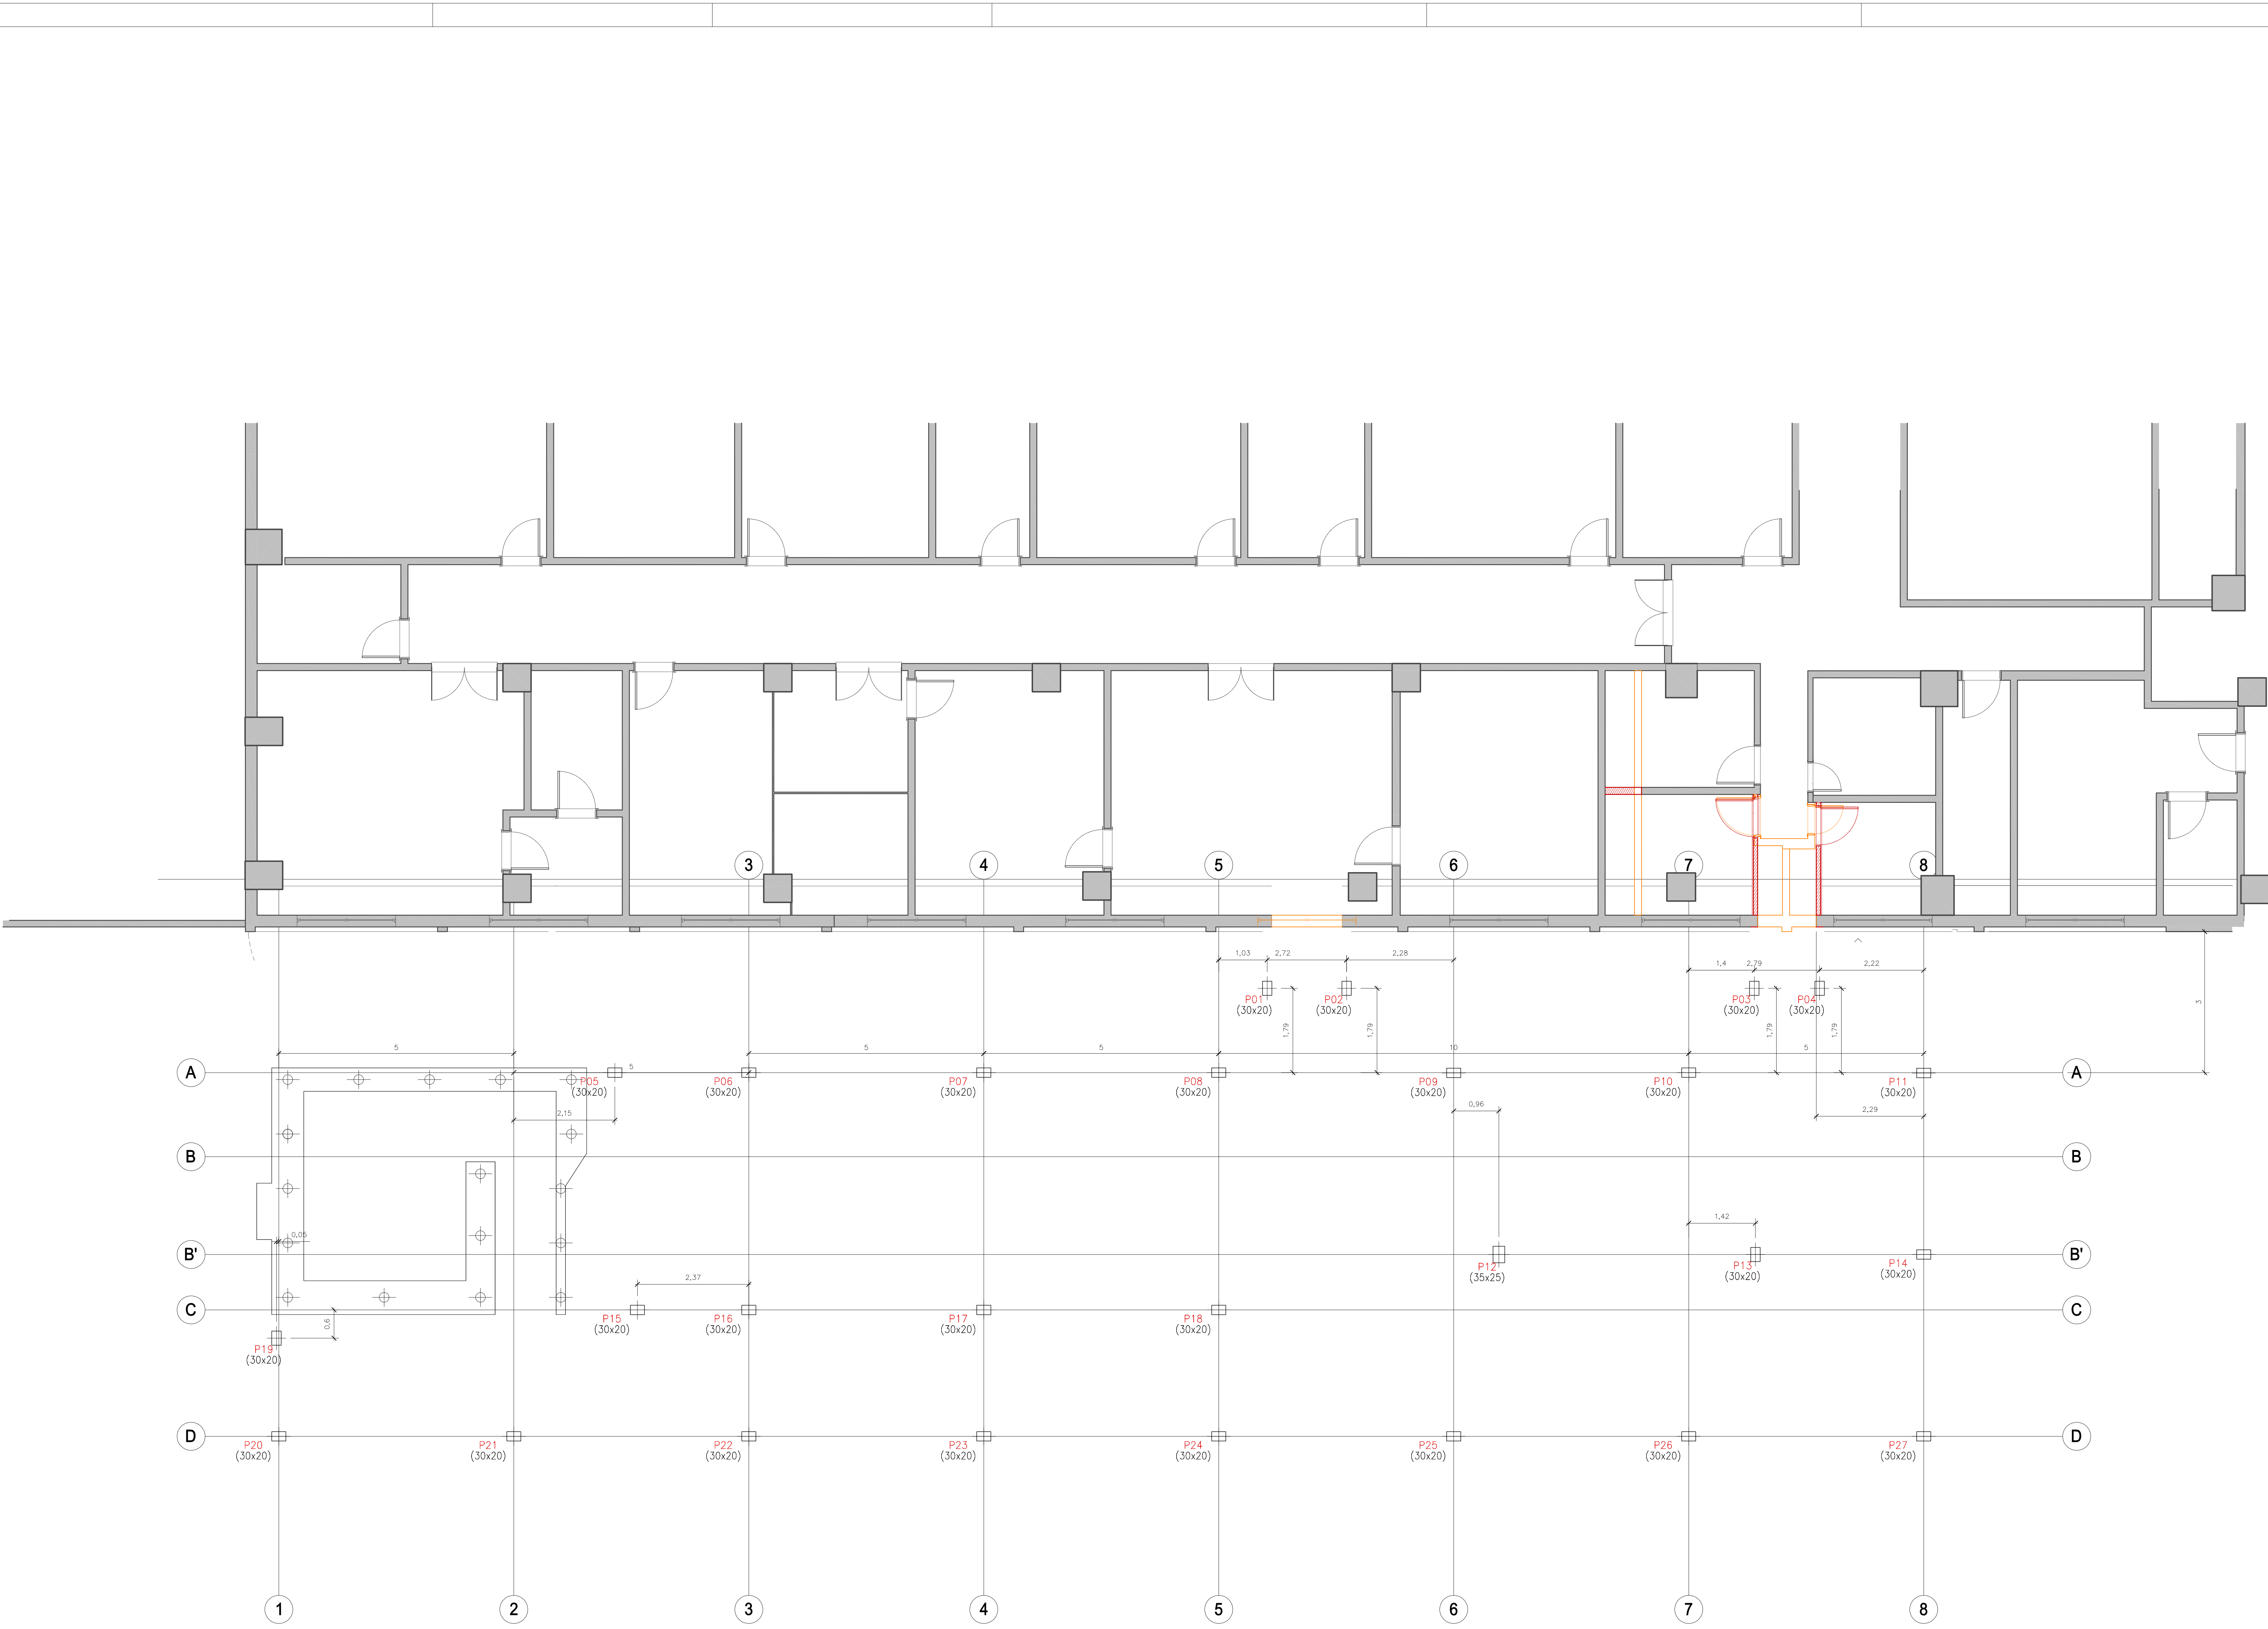 3 4 5 6 7 8
1,03 2,72 2,28
1,4 2,79 2,22
P01 P02 P03 P04
(30x20) (30x20) (30x20) (30x20)
3
1,79 1,79 1,79 1,79
5 5 5 10 5
5
A A
P05 P06 P07 P08 P09 P10 P11
(30x20) (30x20) (30x20) (30x20) (30x20) (30x20) (30x20)
2,15 0,96 2,29
B B
1,42
0,05
B' B'
P12 P13 P14
(35x25) (30x20) (30x20)
2,37
C C
P15 P16 P17 P18
(30x20) (30x20) (30x20) (30x20)
0,6
P19
(30x20)
D D
P20 P21 P22 P23 P24 P25 P26 P27
(30x20) (30x20) (30x20) (30x20) (30x20) (30x20) (30x20) (30x20)
1 2 3 4 5 6 7 8